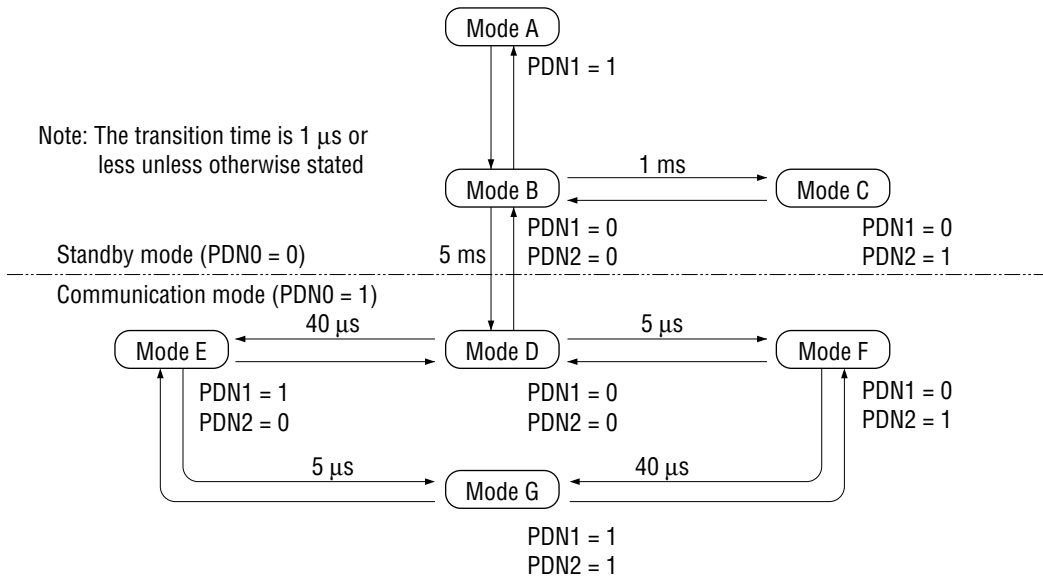 Mode A
PDN1 = 1
Note: The transition time is 1 μs or
less unless otherwise stated
1 ms
Mode B
Mode C
PDN1 = 0
PDN2 = 0
PDN1 = 0
PDN2 = 1
Standby mode (PDN0 = 0)
5 ms
Communication mode (PDN0 = 1)
40 μs
5 μs
Mode E
Mode D
Mode F
PDN1 = 1
PDN2 = 0
PDN1 = 0
PDN2 = 0
PDN1 = 0
PDN2 = 1
5 μs
40 μs
Mode G
PDN1 = 1
PDN2 = 1